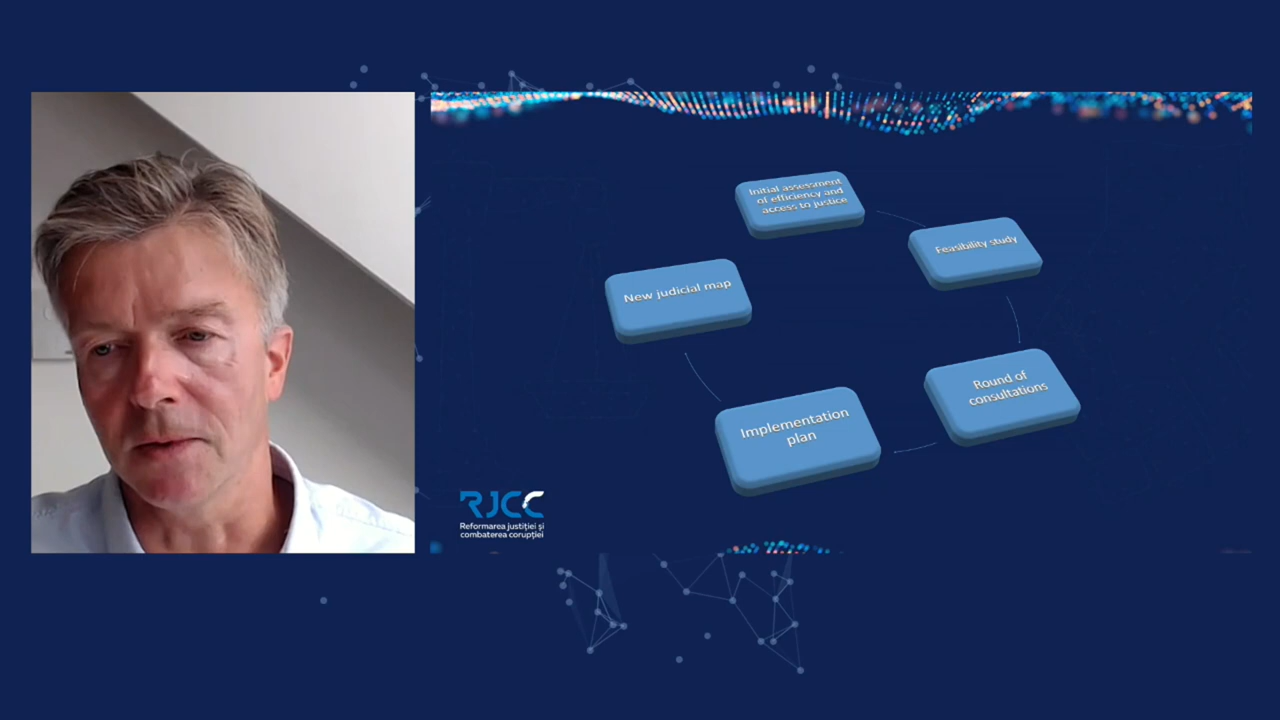 Initial assessment
of efficiency and
access to justice
Feasibility study
New judicial map
Round of
consultations
Implementation
plan
RJCC
Reformarea justiției și
combaterea corupției